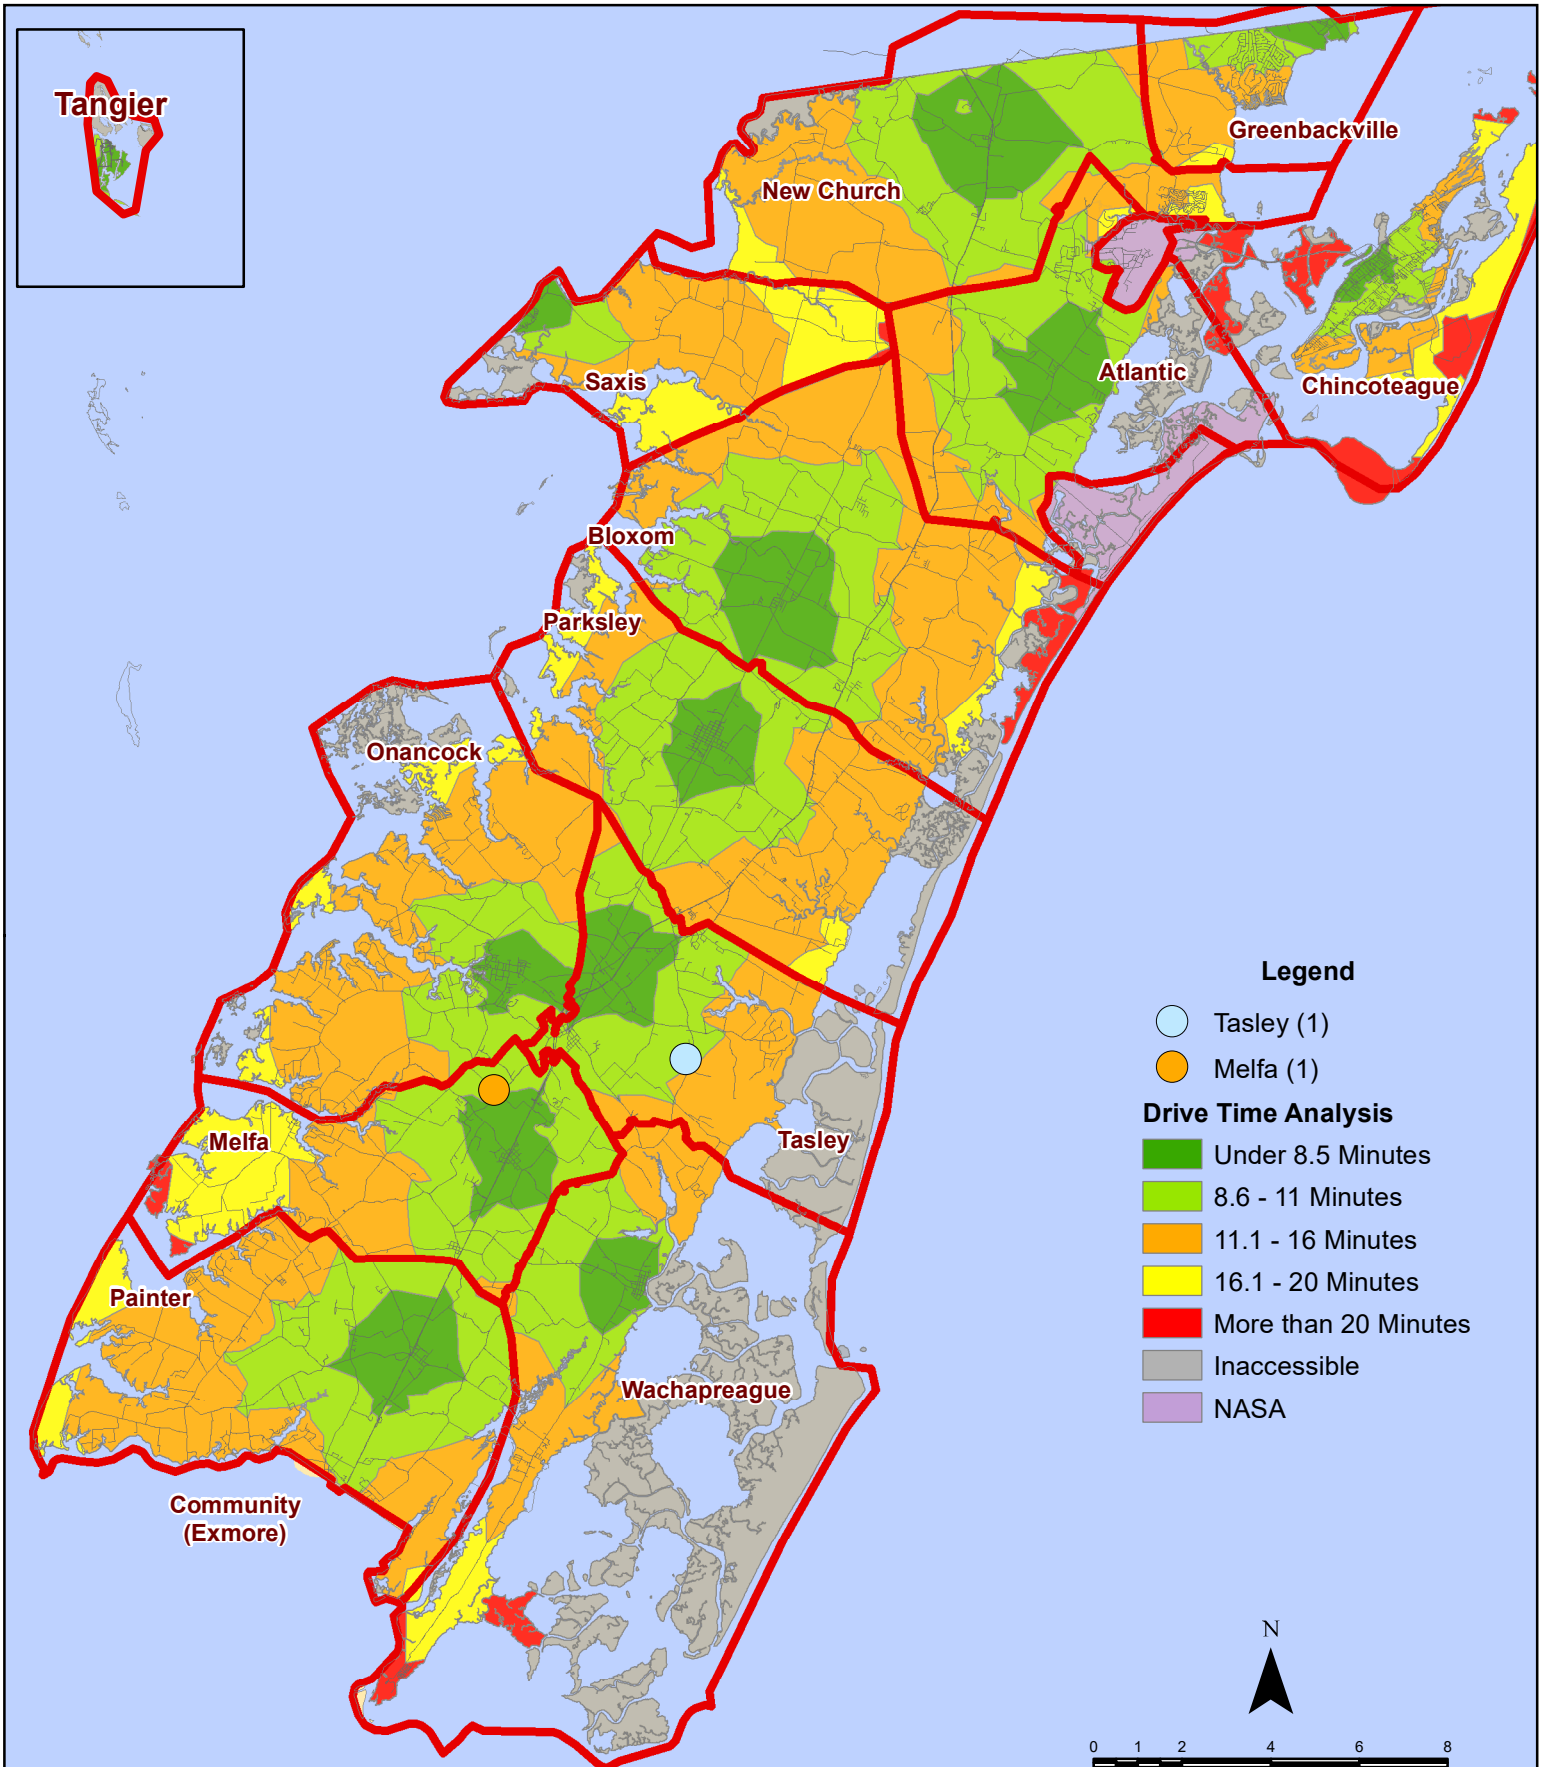 Tangier
Greenbackville
New Church
Atlantic
Saxis
Chincoteague
Bloxom
Parksley
Onancock
Legend
Tasley (1)
Melfa (1)
Drive Time Analysis
Melfa
Tasley
Under 8.5 Minutes
8.6 - 11 Minutes
11.1 - 16 Minutes
16.1 - 20 Minutes
Painter
More than 20 Minutes
Inaccessible
Wachapreague
NASA
Community
(Exmore)
N
0 1 2 4 6 8